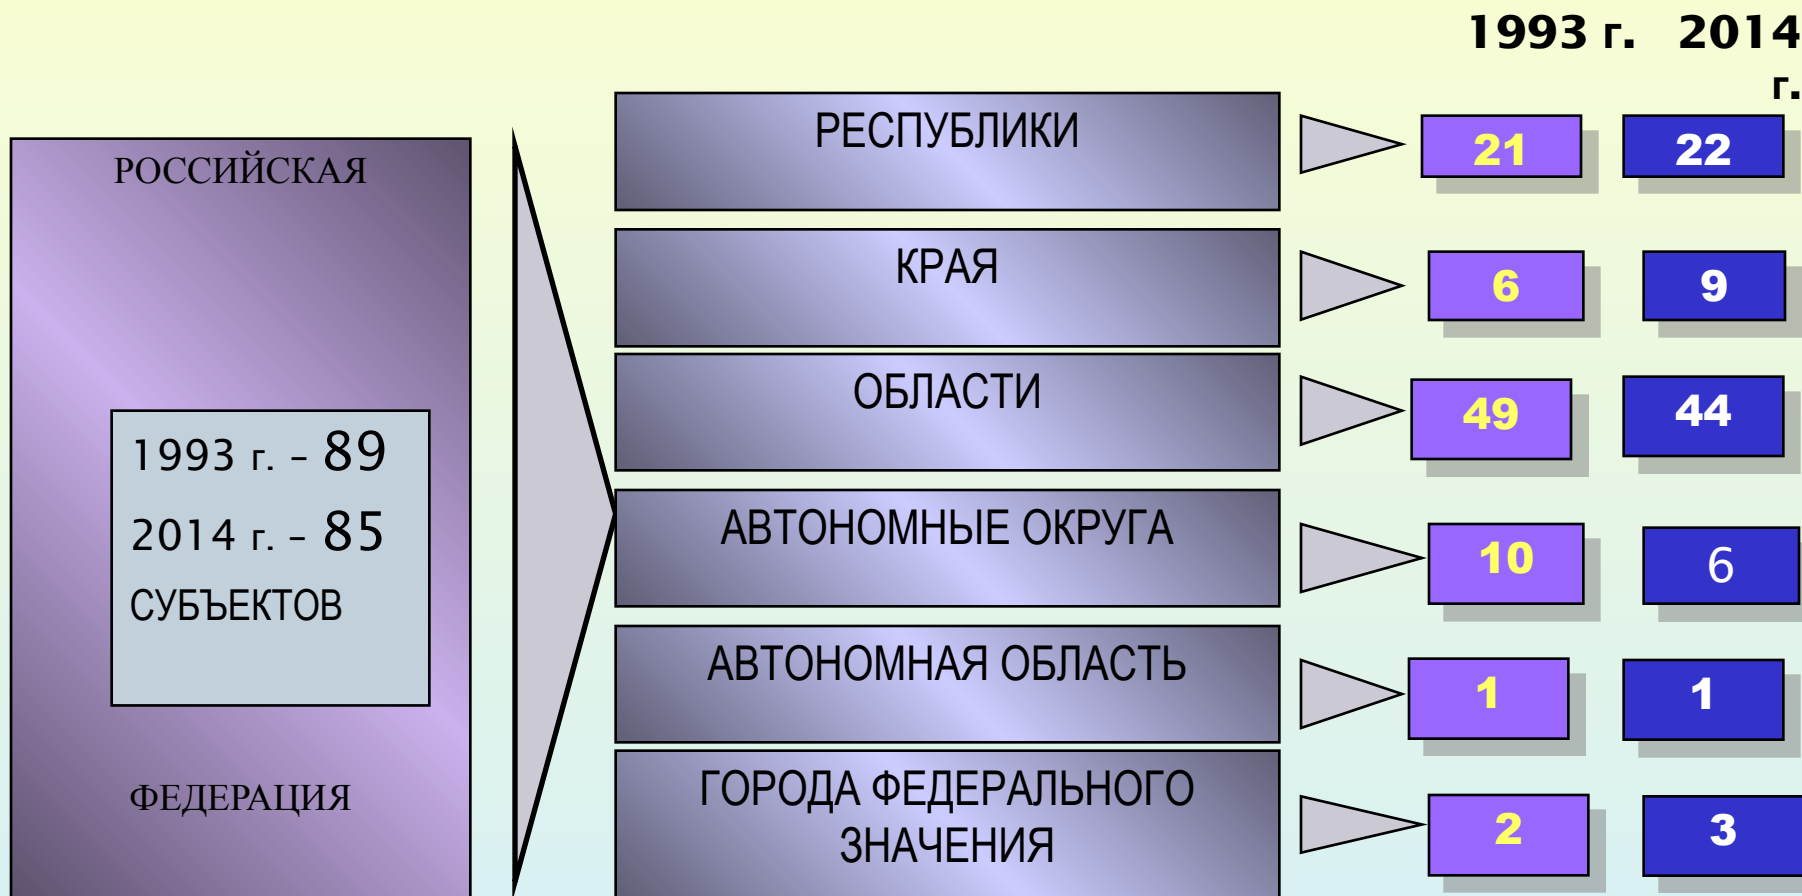 1993 г. 2014
г.
РОССИЙСКАЯ
1993 г. – 89
2014 г. – 85
СУБЪЕКТОВ
ФЕДЕРАЦИЯ
РЕСПУБЛИКИ
21 22
КРАЯ
6 9
ОБЛАСТИ
49 44
АВТОНОМНЫЕ ОКРУГА
10 6
АВТОНОМНАЯ ОБЛАСТЬ
1 1
ГОРОДА ФЕДЕРАЛЬНОГО
ЗНАЧЕНИЯ
2 3